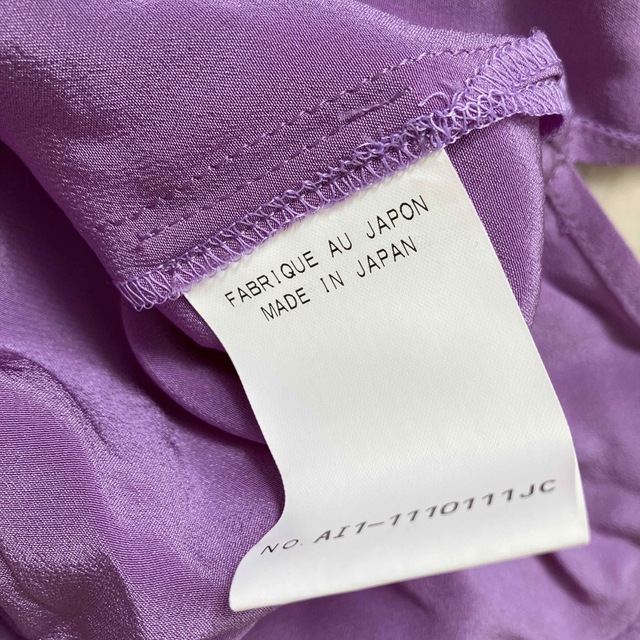 FABRIQUE AU JAPON
MADE IN JAPAN
NO. AI1-1110111JC